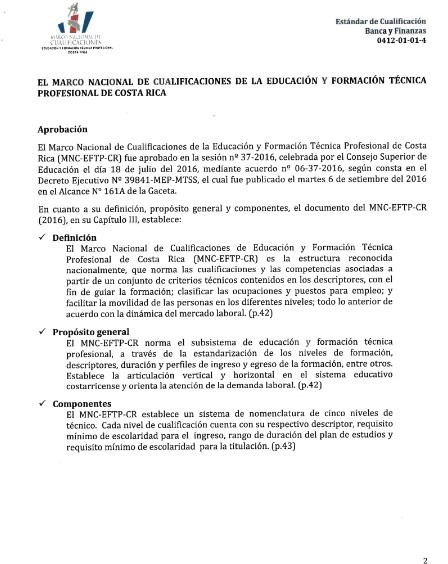 MARCO NACIONAL DE
CUALIFICACIONES
EDUCACIÓN Y FORMACIÓN TÉCNICA PROFESIONAL
COSTA RICA
Estándar de Cualificación
Banca y Finanzas
0412-01-01-4
EL MARCO NACIONAL DE CUALIFICACIONES DE LA EDUCACIÓN Y FORMACIÓN TÉCNICA
PROFESIONAL DE COSTA RICA
Aprobación
El Marco Nacional de Cualificaciones de la Educación y Formación Técnica Profesional de Costa
Rica (MNC-EFTP-CR) fue aprobado en la sesión nº 37-2016, celebrada por el Consejo Superior de
Educación el día 18 de julio del 2016, mediante acuerdo nº 06-37-2016, según consta en el
Decreto Ejecutivo Nº 39841-MEP-MTSS, el cual fue publicado el martes 6 de setiembre del 2016
en el Alcance N° 161A de la Gaceta.
En cuanto a su definición, propósito general y componentes, el documento del MNC-EFTP-CR
(2016), en su Capítulo III, establece:
✓ Definición
El Marco Nacional de Cualificaciones de Educación y Formación Técnica
Profesional de Costa Rica (MNC-EFTP-CR) es la estructura reconocida
nacionalmente, que norma las cualificaciones y las competencias asociadas a
partir de un conjunto de criterios técnicos contenidos en los descriptores, con el
fin de guiar la formación; clasificar las ocupaciones y puestos para empleo; y
facilitar la movilidad de las personas en los diferentes niveles; todo lo anterior de
acuerdo con la dinámica del mercado laboral. (p.42)
✓ Propósito general
El MNC-EFTP-CR norma el subsistema de educación y formación técnica
profesional, a través de la estandarización de los niveles de formación,
descriptores, duración y perfiles de ingreso y egreso de la formación, entre otros.
Establece la articulación vertical y horizontal en el sistema educativo
costarricense y orienta la atención de la demanda laboral. (p.42)
✓ Componentes
El MNC-EFTP-CR establece un sistema de nomenclatura de cinco niveles de
técnico. Cada nivel de cualificación cuenta con su respectivo descriptor, requisito
mínimo de escolaridad para el ingreso, rango de duración del plan de estudios y
requisito mínimo de escolaridad para la titulación. (p.43)
2